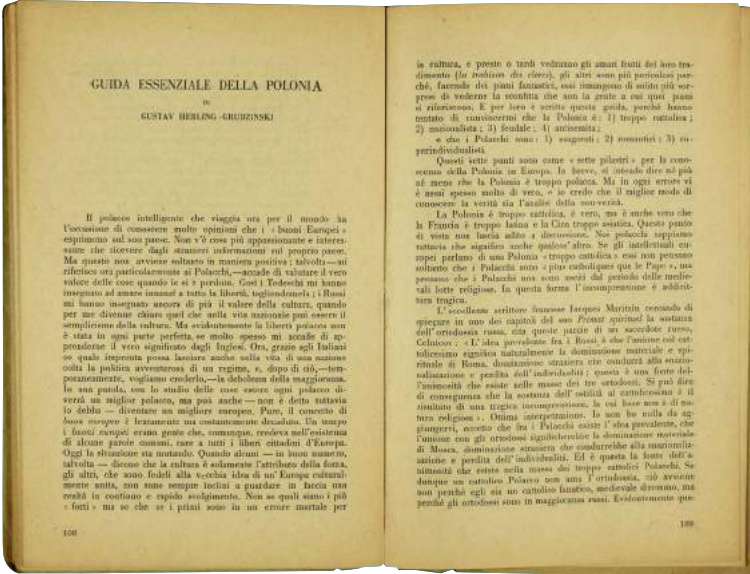 GUIDA ESSENZIALE DELLA POLONIA
DI
GUSTAV HERLING-GRUDZINSKI
Il polacco intelligente che viaggia ora per il mondo ha
l'occasione di conoscere molte opinioni che i « buoni Europei »
esprimono sul suo paese. Non v'è cosa più appassionante e interes-
sante che ricevere dagli stranieri informazioni sul proprio paese.
Ma questo non avviene soltanto in maniera positiva; talvolta—mi
riferisco ora particolarmente ai Polacchi,—accade di valutare il vero
valore delle cose quando le si è perdute. Così i Tedeschi mi hanno
insegnato ad amare innanzi a tutto la libertà, togliendomela; i Russi
mi hanno insegnato ancora di più il valore della cultura, quando
per me divenne chiaro quel che nella vita nazionale può essere il
semplicismo della cultura. Ma evidentemente la libertà polacca non
è stata in ogni parte perfetta, se molto spesso mi accade di ap-
prenderne il vero significato dagli Inglesi. Ora, grazie agli Italiani
so quale impronta possa lasciare anche nella vita di una nazione
colta la politica avventurosa di un regime, e, dopo di ciò,—tem-
poraneamente, vogliamo crederlo,—la debolezza della maggioranza.
In una parola, con lo studio delle cose estere ogni polacco di-
verrà un miglior polacco, ma può anche — non è detto tuttavia
lo debba — diventare un migliore europeo. Pure, il concetto di
buon europeo è lentamente ma costantemente decaduto. Un tempo
i buoni europei erano gente che, comunque, credeva nell'esistenza
di alcune parole comuni, care a tutti i liberi cittadini d'Europa.
Oggi la situazione sta mutando. Quando alcuni — in buon numero,
talvolta — dicono che la cultura è solamente l'attributo della forza,
gli altri, che sono fedeli alla vecchia idea di un'Europa cultural-
mente unita, non sono sempre inclini a guardare in faccia una
realtà in continuo e rapido svolgimento. Non so quali siano i più
« forti » ma so che se i primi sono in un errore mortale per
108
la cultura, e presto o tardi vedranno gli amari frutti del loro tra-
dimento (la trahison des clercs), gli altri sono più pericolosi per-
chè, facendo dei piani fantastici, essi rimangono di solito più sor-
presi di vederne la sconfitta che non la gente a cui quei piani
si riferiscono. E per loro è scritta questa guida, perchè hanno
tentato di convincermi che la Polonia è: 1) troppo cattolica;
2) nazionalista; 3) feudale; 4) antisemita;
e che i Polacchi sono: 1) esagerati; 2) romantici; 3) su-
perindividualisti.
Questi sette punti sono come « sette pilastri » per la cono-
scenza della Polonia in Europa. In breve, si intende dire nè più
nè meno che la Polonia è troppo polacca. Ma in ogni errore vi
è assai spesso molto di vero, e io credo che il miglior modo di
conoscere la verità sia l'analisi della non-verità.
La Polonia è troppo cattolica, è vero, ma è anche vero che
la Francia è troppo latina e la Cina troppo asiatica. Questo punto
di vista non lascia adito a discussione. Noi polacchi sappiamo
tuttavia che significa anche qualcos'altro. Se gli intellettuali eu-
ropei parlano di una Polonia « troppo cattolica » essi non pensano
soltanto che i Polacchi sono « plus catholiques que le Pape », ma
pensano che i Polacchi non sono usciti dal periodo delle medie-
vali lotte religiose. In questa forma l'incomprensione è addirit-
tura tragica.
L'eccellente scrittore francese Jaques Maritain cercando di
spiegare in uno dei capitoli del suo Primat spirituel la sostanza
dell'ortodossia russa, cita queste parole di un sacerdote russo,
: « L'idea prevalente fra i Russi è che l'unione col cat-
tolicesimo significa naturalmente la dominazione materiale e spi-
rituale di Roma, dominazione straniera che condurrà alla snazio-
nalizzazione e perdita dell'individualità; questa è una fonte del-
l'animosità che esiste nelle masse dei tre ortodossi. Si può dire
di conseguenza che la sostanza dell'ostilità al cattolicesimo è il
risultato di una tragica incomprensione, la cui base non è di na-
tura religiosa ». Ottima interpretazione. Io non ho nulla da ag-
giungervi, eccetto che fra i Polacchi esiste l'idea prevalente, che
l'unione con gli ortodossi significherebbe la dominazione materiale
di Mosca, dominazione straniera che condurrebbe alla snazionaliz-
zazione e perdita dell'individualità. Ed è questa la fonte dell'a-
nimosità che esiste nella massa dei troppo cattolici Polacchi. Se
dunque un cattolico Polacco non ama l'ortodossia, ciò avviene
non perchè egli sia un cattolico fanatico, medievale diremmo, ma
perchè gli ortodossi sono in maggioranza russi. Evidentemente que-
109